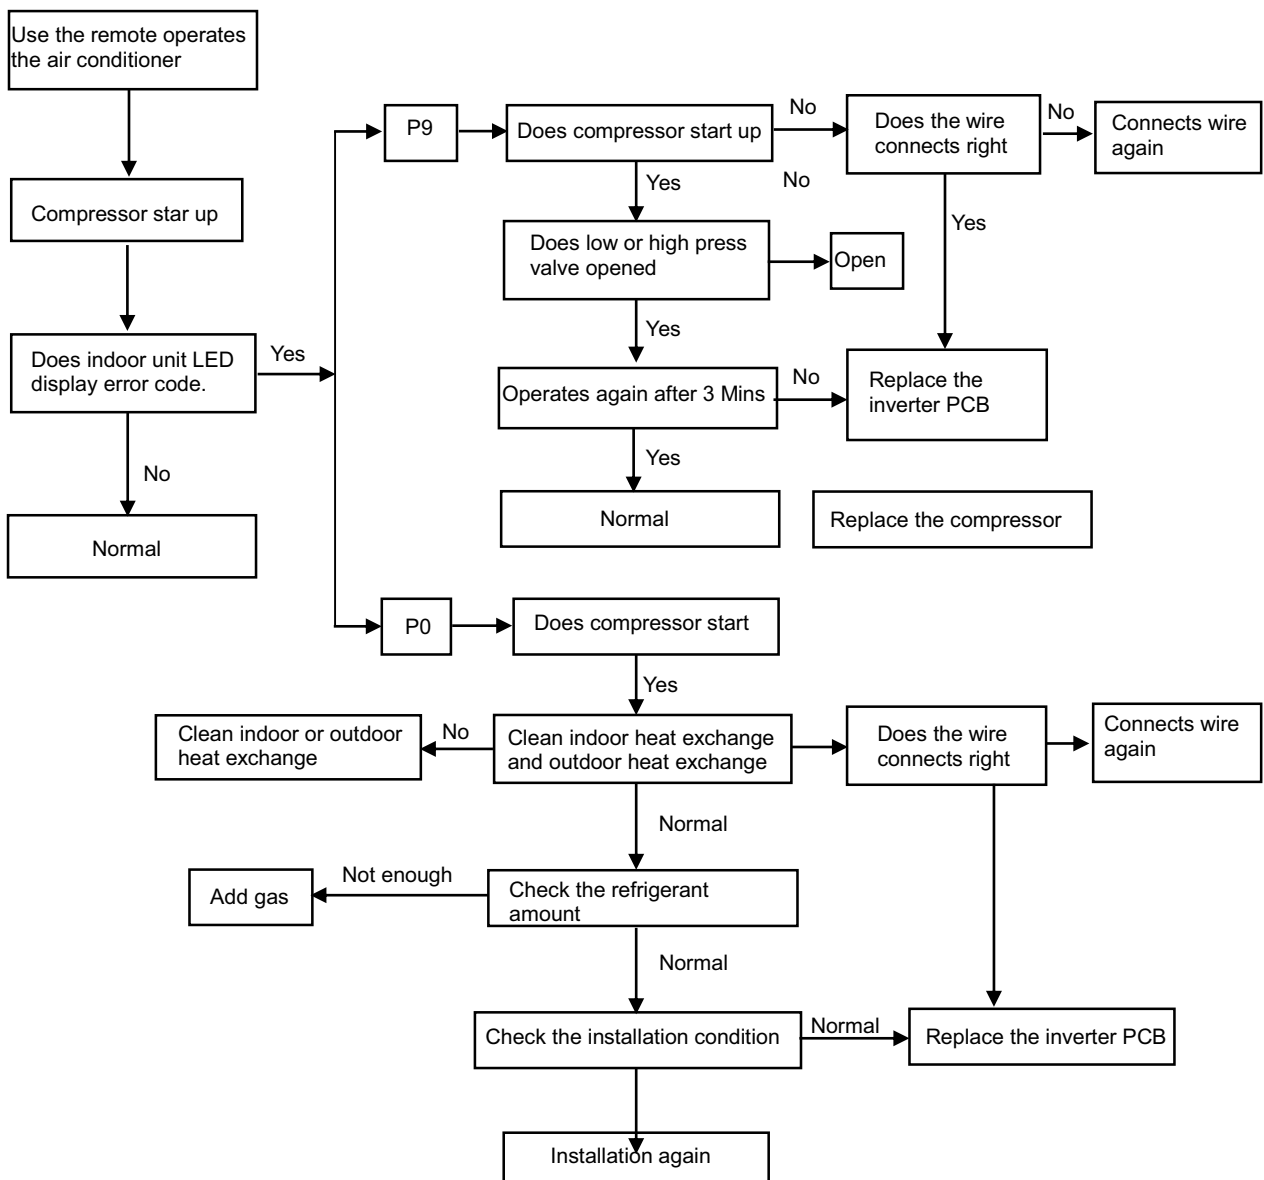 Use the remote operates
the air conditioner
Compressor star up
Does indoor unit LED
display error code.
Yes
No
Normal
P9
Does compressor start up
No
Does the wire
connects right
No
Connects wire
again
Yes
No
Yes
Does low or high press
valve opened
Open
Yes
Operates again after 3 Mins
No
Replace the
inverter PCB
Yes
Normal
Replace the compressor
P0
Does compressor start
Yes
Clean indoor or outdoor
heat exchange
No
Clean indoor heat exchange
and outdoor heat exchange
Does the wire
connects right
Connects wire
again
Normal
Add gas
Not enough
Check the refrigerant
amount
Normal
Check the installation condition
Normal
Replace the inverter PCB
Installation again